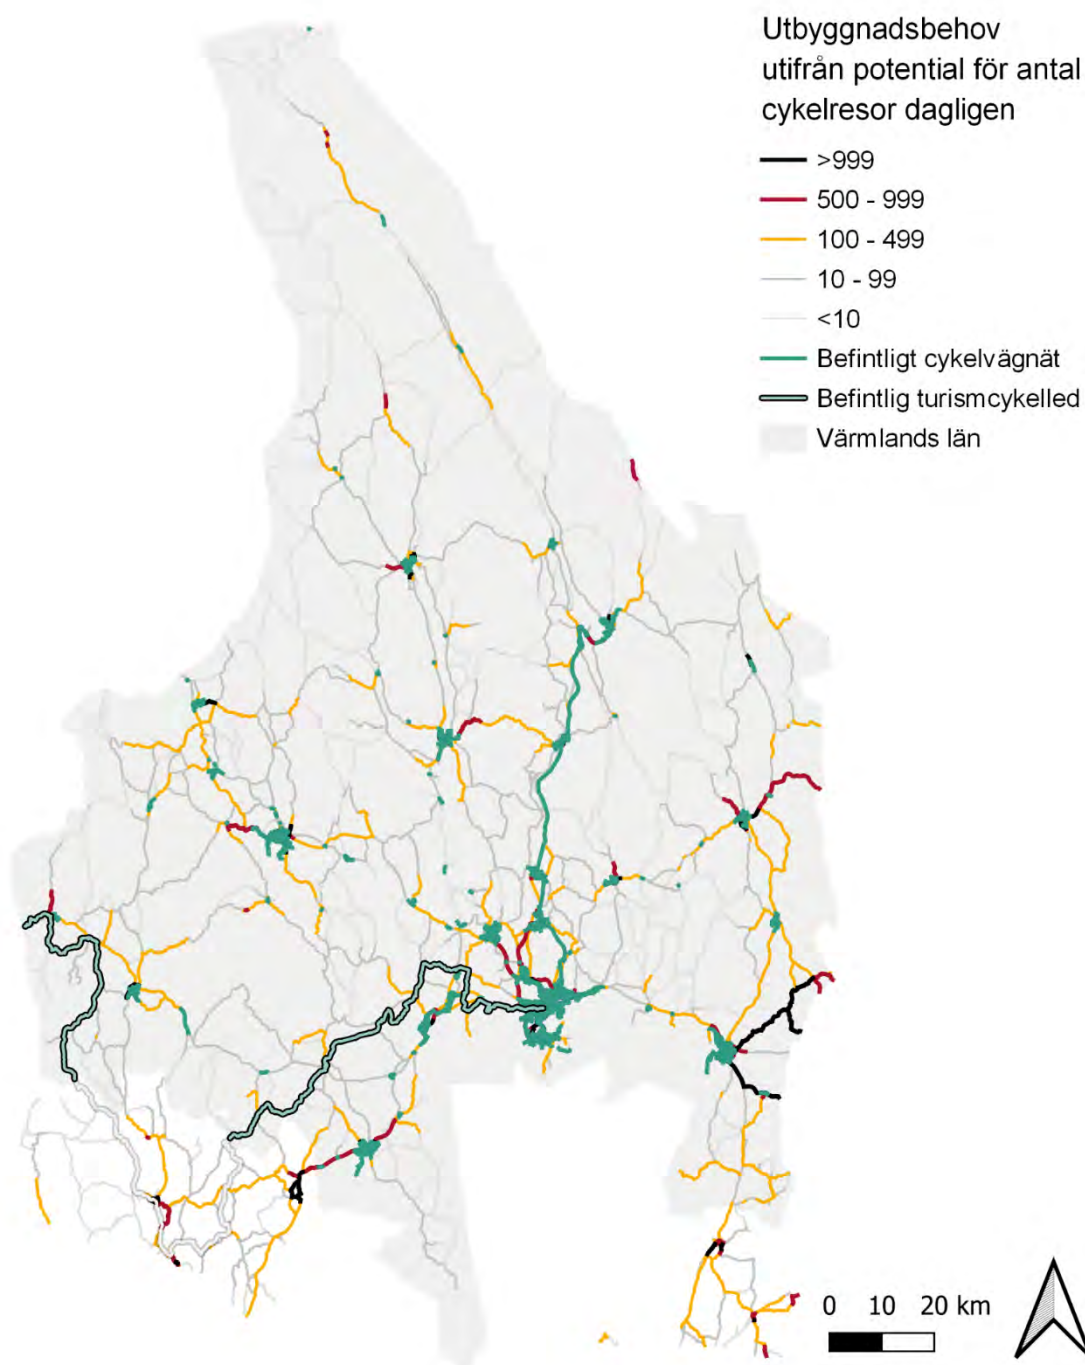 Utbyggnadsbehov
utifrån potential för antal
cykelresor dagligen
>999
500 - 999
100 - 499
10 - 99
<10
Befintligt cykelvägnät
Befintlig turismcykelled
Värmlands län
0 10 20 km